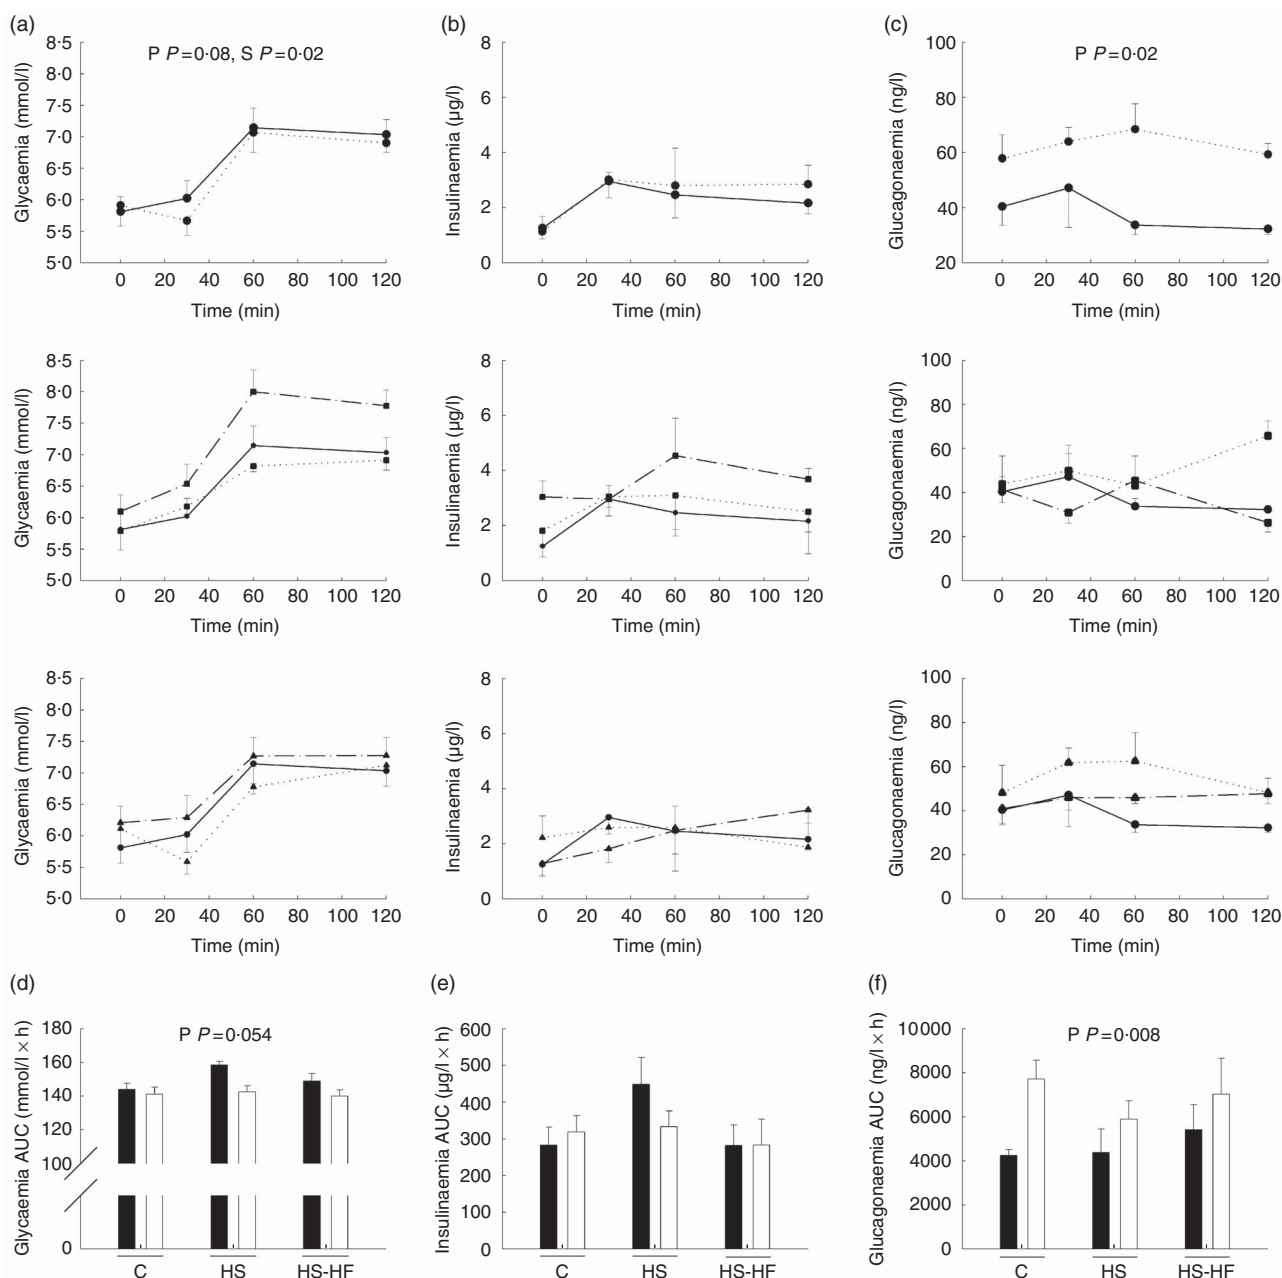 (a)
8·5
8·0
7·5
7·0
6·5
6·0
5·5
5·0
Glycaemia (mmol/l)
P P=0·08, S P=0·02
0 20 40 60 80 100 120
Time (min)
(b)
8
6
4
2
0
Insulinaemia (µg/l)
0 20 40 60 80 100 120
Time (min)
(c)
100
80
60
40
20
Glucagonaemia (ng/l)
P P=0·02
0 20 40 60 80 100 120
Time (min)
8·5
8·0
7·5
7·0
6·5
6·0
5·5
5·0
Glycaemia (mmol/l)
0 20 40 60 80 100 120
Time (min)
8
6
4
2
0
Insulinaemia (µg/l)
0 20 40 60 80 100 120
Time (min)
100
80
60
40
20
0
Glucagonaemia (ng/l)
0 20 40 60 80 100 120
Time (min)
8·5
8·0
7·5
7·0
6·5
6·0
5·5
5·0
Glycaemia (mmol/l)
0 20 40 60 80 100 120
Time (min)
8
6
4
2
0
Insulinaemia (µg/l)
0 20 40 60 80 100 120
Time (min)
100
80
60
40
20
0
Glucagonaemia (ng/l)
0 20 40 60 80 100 120
Time (min)
(d)
180
160
140
120
100
0
Glycaemia AUC (mmol/l × h)
P P=0·054
C HS HS-HF
(e)
600
500
400
300
200
100
0
Insulinaemia AUC (µg/l × h)
C HS HS-HF
(f)
10000
8000
6000
4000
2000
0
Glucagonaemia AUC (ng/l × h)
P P=0·008
C HS HS-HF